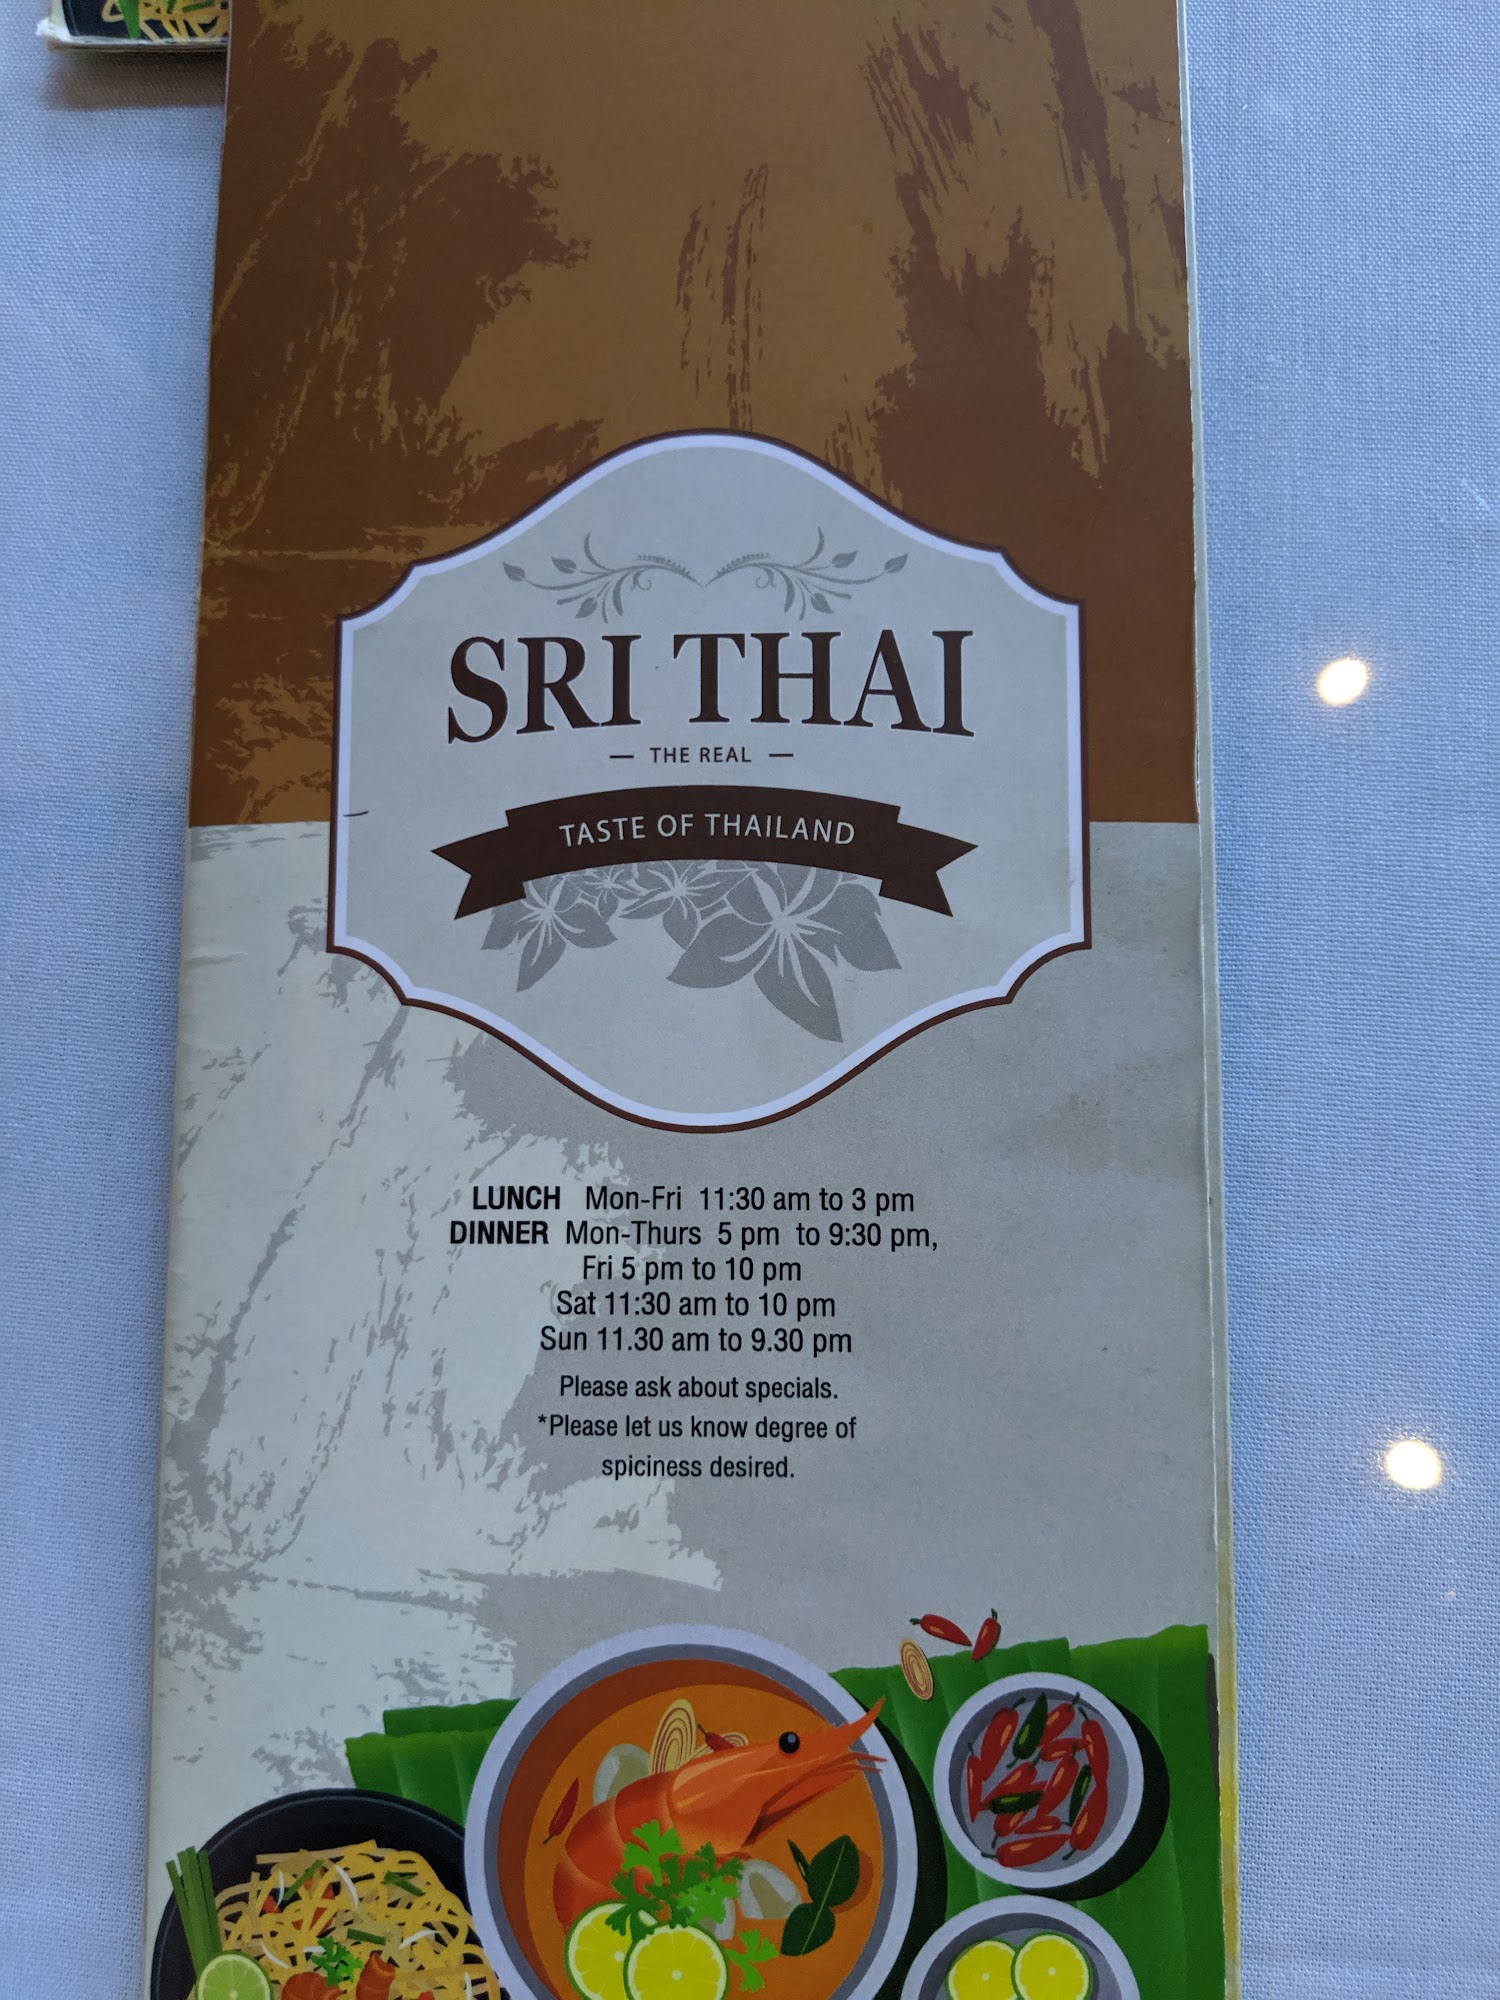 SRI THAI
— THE REAL —
TASTE OF THAILAND
LUNCH Mon-Fri 11:30 am to 3 pm
DINNER Mon-Thurs 5 pm to 9:30 pm,
Fri 5 pm to 10 pm
Sat 11:30 am to 10 pm
Sun 11.30 am to 9.30 pm
Please ask about specials.
*Please let us know degree of
spiciness desired.